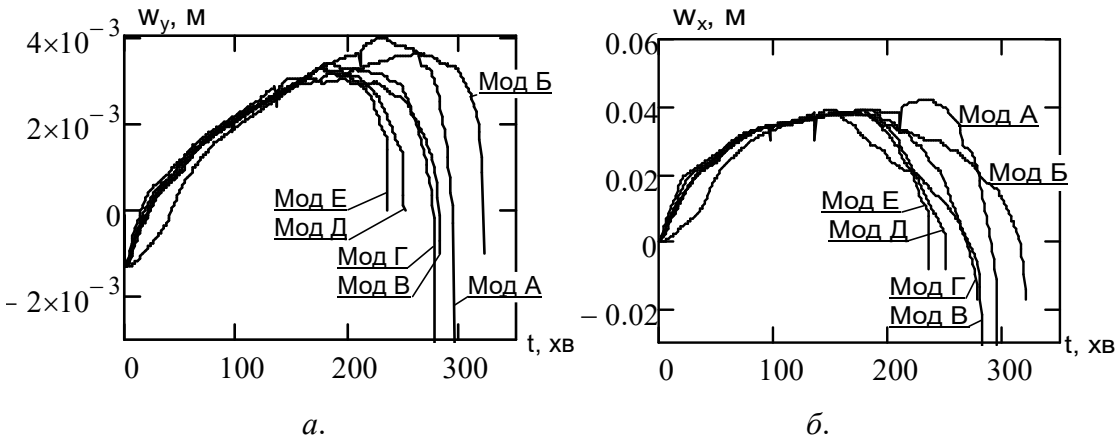 w_y, м
4×10⁻³
2×10⁻³
0
– 2×10⁻³
0 100 200 300
t, хв
Мод Б
Мод Е
Мод Д
Мод Г
Мод В
Мод А
а.
w_x, м
0.06
0.04
0.02
0
– 0.02
0 100 200 300
t, хв
Мод А
Мод Б
Мод Е
Мод Д
Мод Г
Мод В
б.